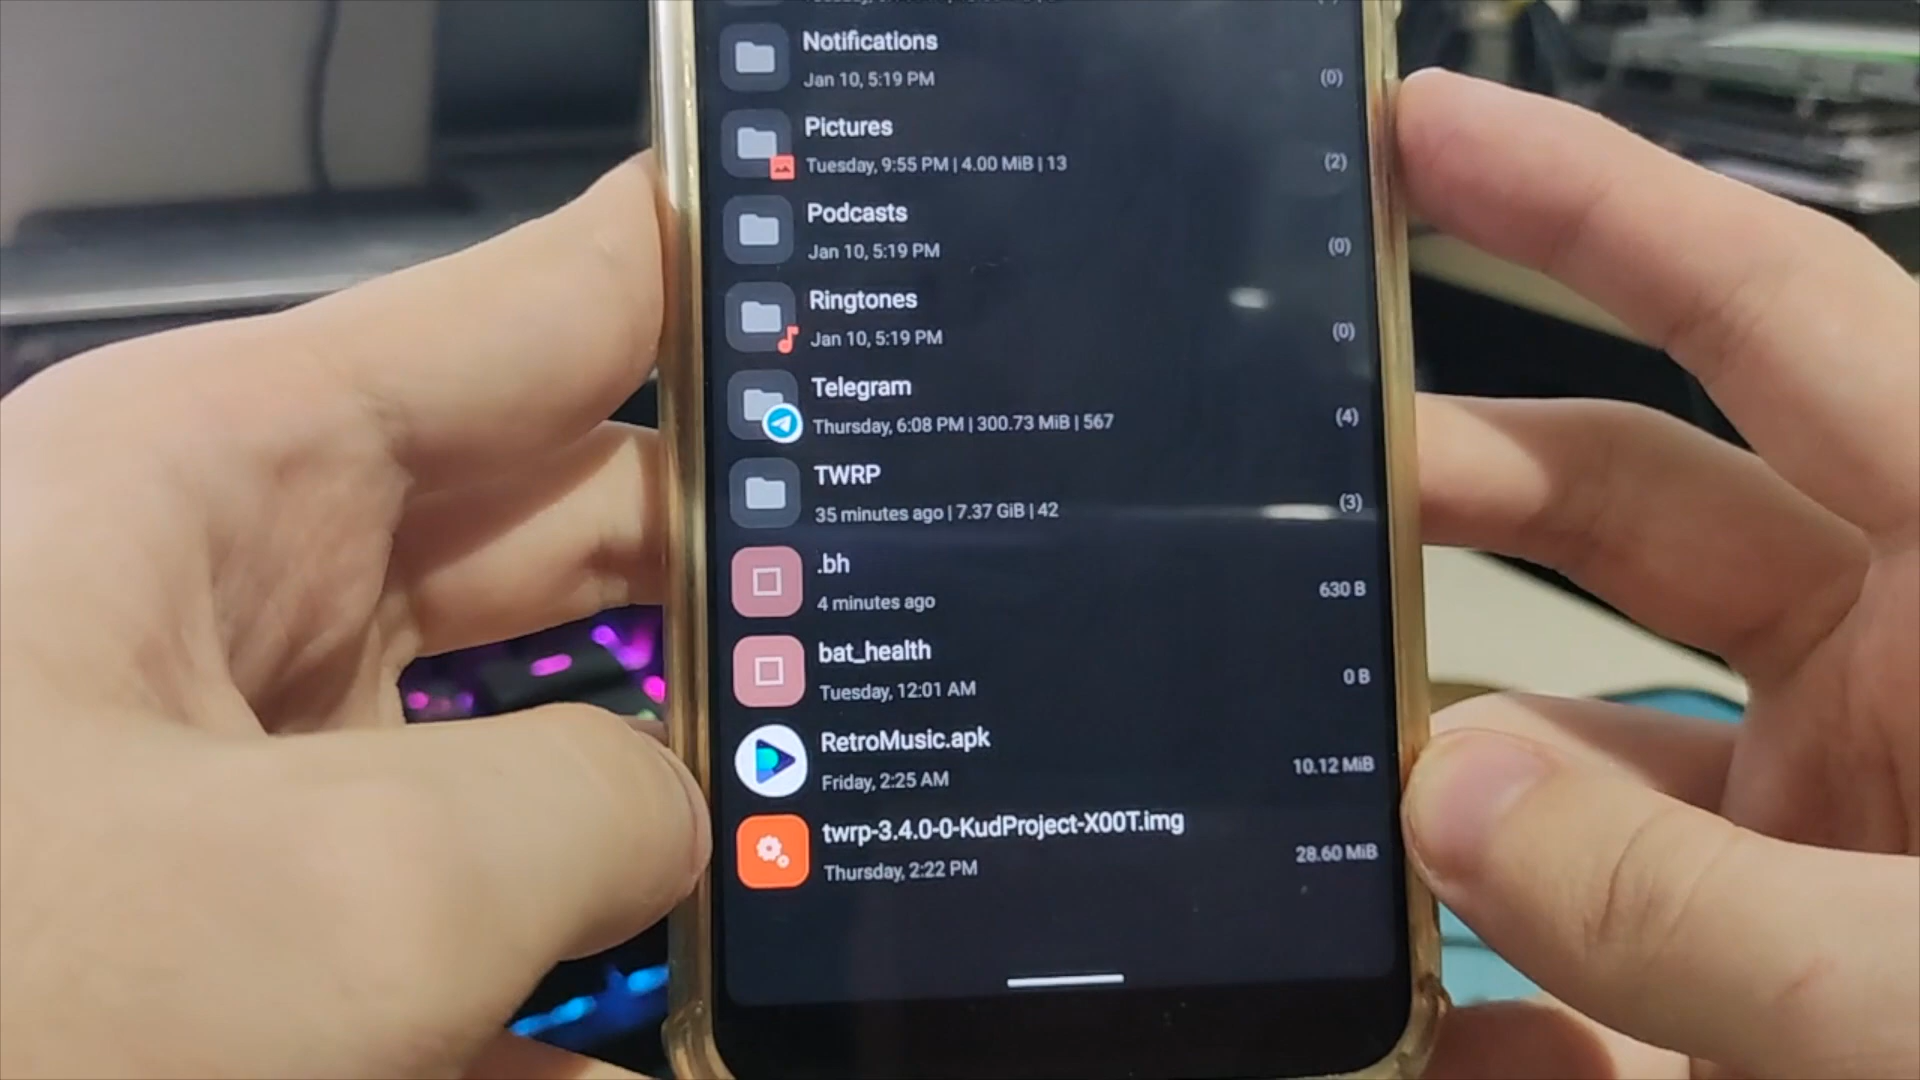 Notifications
Jan 10, 5:19 PM
(0)
Pictures
Tuesday, 9:55 PM | 4.00 MiB | 13
(2)
Podcasts
Jan 10, 5:19 PM
(0)
Ringtones
Jan 10, 5:19 PM
(0)
Telegram
Thursday, 6:08 PM | 300.73 MiB | 567
(4)
TWRP
35 minutes ago | 7.37 GiB | 42
(3)
.bh
4 minutes ago
630 B
bat_health
Tuesday, 12:01 AM
0 B
RetroMusic.apk
Friday, 2:25 AM
10.12 MiB
twrp-3.4.0-0-KudProject-X00T.img
Thursday, 2:22 PM
28.60 MiB